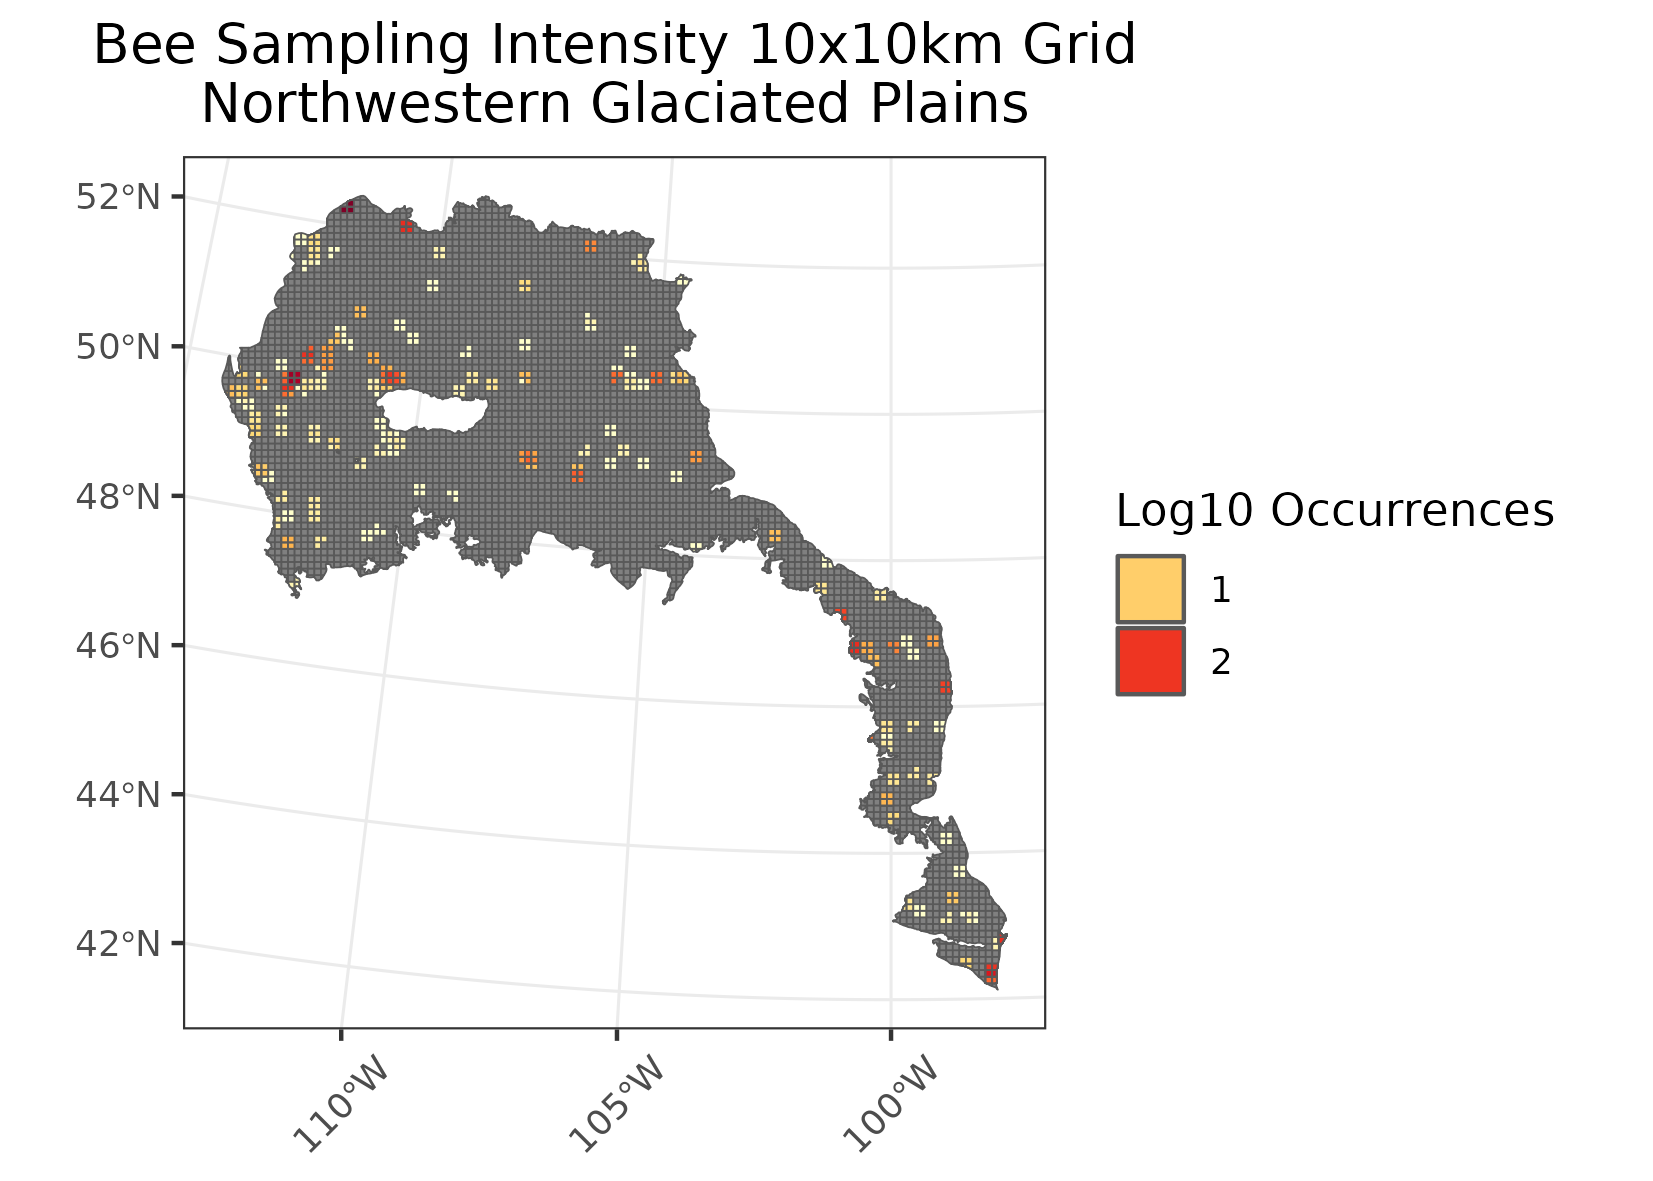 Bee Sampling Intensity 10x10km Grid
Northwestern Glaciated Plains
52°N
50°N
48°N
46°N
44°N
42°N
110°W
105°W
100°W
Log10 Occurrences
1
2